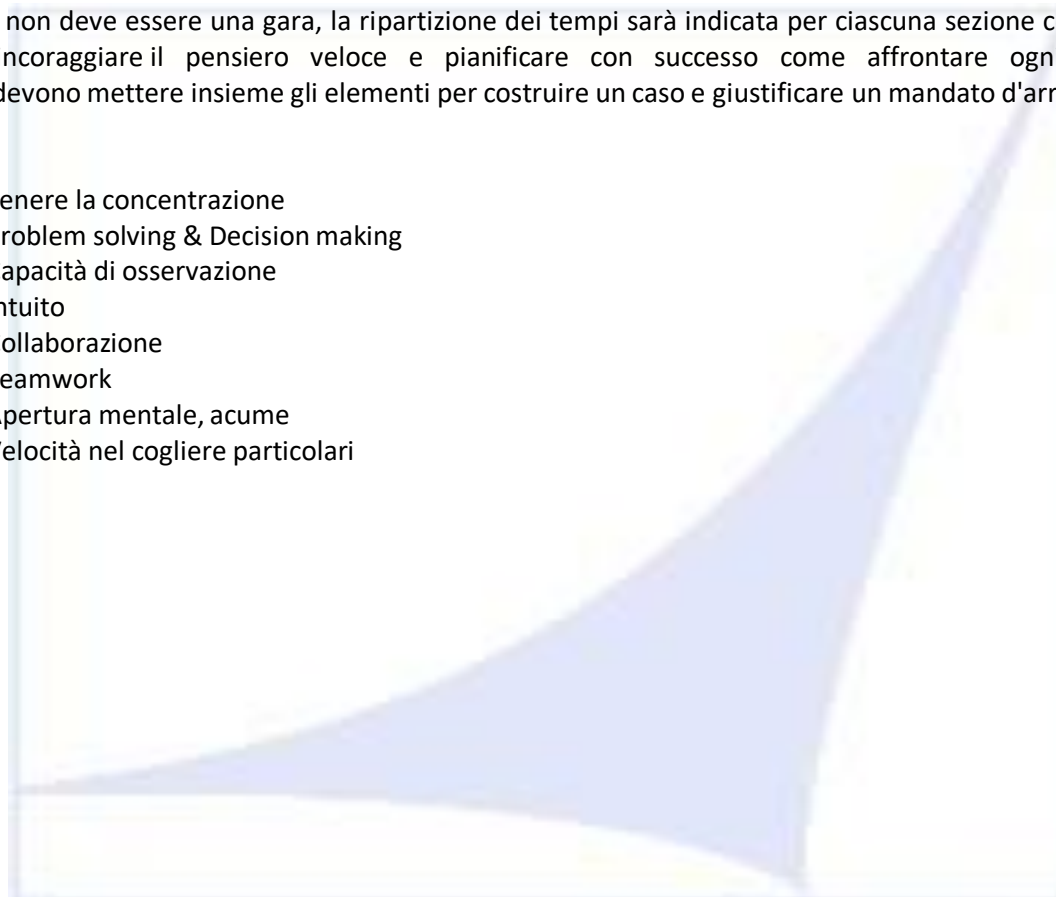 non deve essere una gara, la ripartizione dei tempi sarà indicata per ciascuna sezione c
ncoraggiare il pensiero veloce e pianificare con successo come affrontare ogn
devono mettere insieme gli elementi per costruire un caso e giustificare un mandato d'arr
enere la concentrazione
roblem solving & Decision making
apacità di osservazione
ntuito
ollaborazione
eamwork
Apertura mentale, acume
Velocità nel cogliere particolari